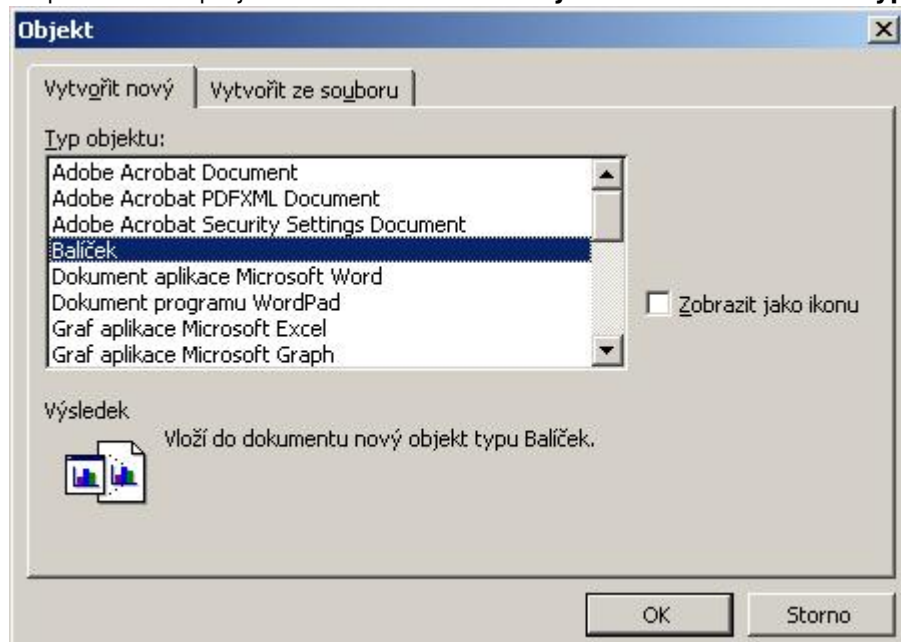 Objekt
Vytvořit nový
Vytvořit ze souboru
Typ objektu:
Adobe Acrobat Document
Adobe Acrobat PDFXML Document
Adobe Acrobat Security Settings Document
Balíček
Dokument aplikace Microsoft Word
Dokument programu WordPad
Graf aplikace Microsoft Excel
Graf aplikace Microsoft Graph
Zobrazit jako ikonu
Výsledek
Vloží do dokumentu nový objekt typu Balíček.
OK
Storno